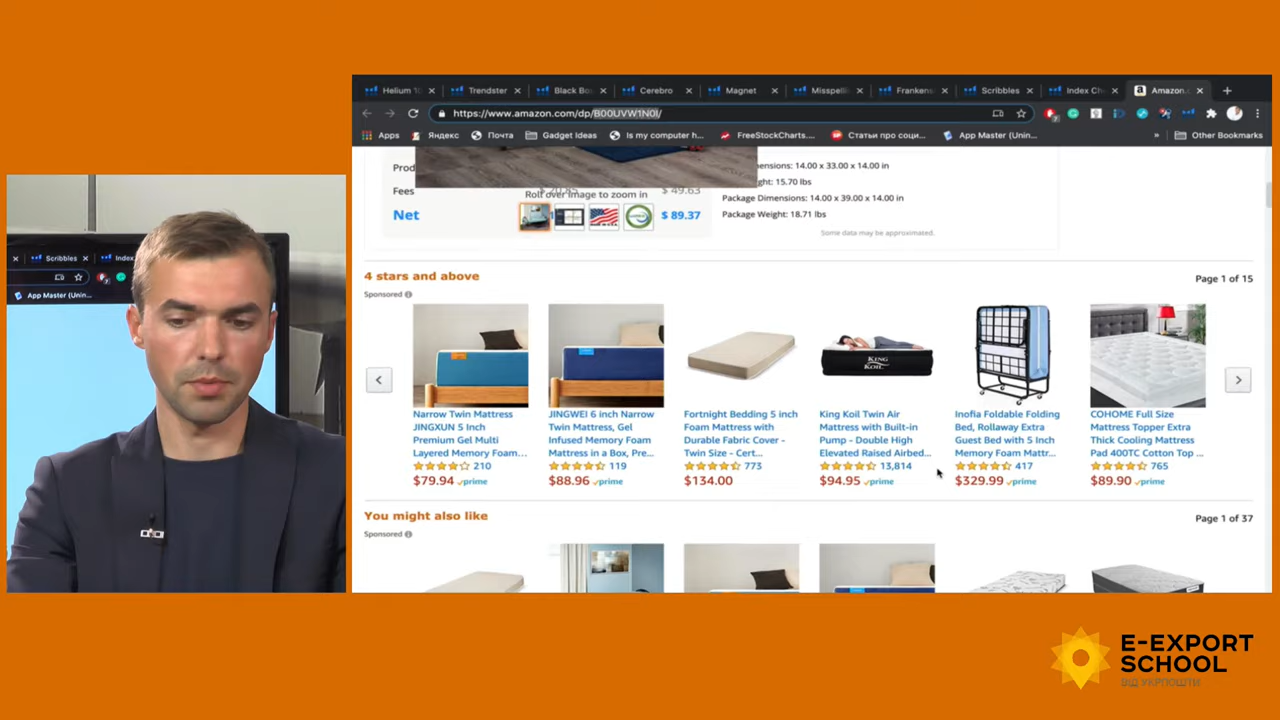 Helium 10
Trendster
Black Bo
Cerebro
Magnet
Misspelli
Frankens
Scribbles
Index Che
Amazon.
https://www.amazon.com/dp/B00UVW1N0I/
Apps
Яндекс
Почта
Gadget Ideas
Is my computer h...
FreeStockCharts....
Статьи про соци...
App Master (Unin...
»
Other Bookmarks
Fees
$ 20.85
$ 49.63
Roll over image to zoom in
Net
$ 89.37
ensions: 14.00 x 33.00 x 14.00 in
ght: 15.70 lbs
Package Dimensions: 14.00 x 39.00 x 14.00 in
Package Weight: 18.71 lbs
Some data may be approximated.
4 stars and above
Page 1 of 15
Sponsored
Narrow Twin Mattress
JINGXUN 5 Inch
Premium Gel Multi
Layered Memory Foam...
210
$79.94 prime
JINGWEI 6 inch Narrow
Twin Mattress, Gel
Infused Memory Foam
Mattress in a Box, Pre...
119
$88.96 prime
Fortnight Bedding 5 inch
Foam Mattress with
Durable Fabric Cover -
Twin Size - Cert...
773
$134.00
KING
KOIL
King Koil Twin Air
Mattress with Built-in
Pump - Double High
Elevated Raised Airbed...
13,814
$94.95 prime
Inofia Foldable Folding
Bed, Rollaway Extra
Guest Bed with 5 Inch
Memory Foam Mattr...
417
$329.99 prime
COHOME Full Size
Mattress Topper Extra
Thick Cooling Mattress
Pad 400TC Cotton Top ...
765
$89.90 prime
You might also like
Page 1 of 37
Sponsored
Scribbles
Index
App Master (Unin...
E-EXPORT
SCHOOL
ВІД УКРПОШТИ